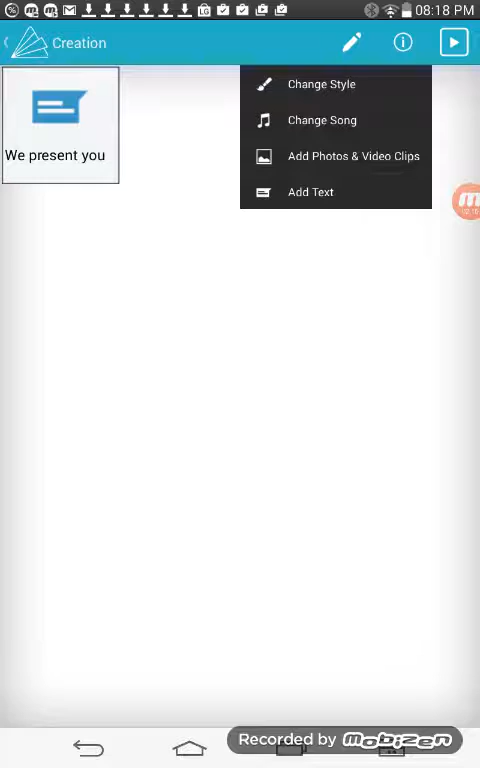 08:18 PM
Creation
Change Style
Change Song
Add Photos & Video Clips
Add Text
We present you
Recorded by Mobizen